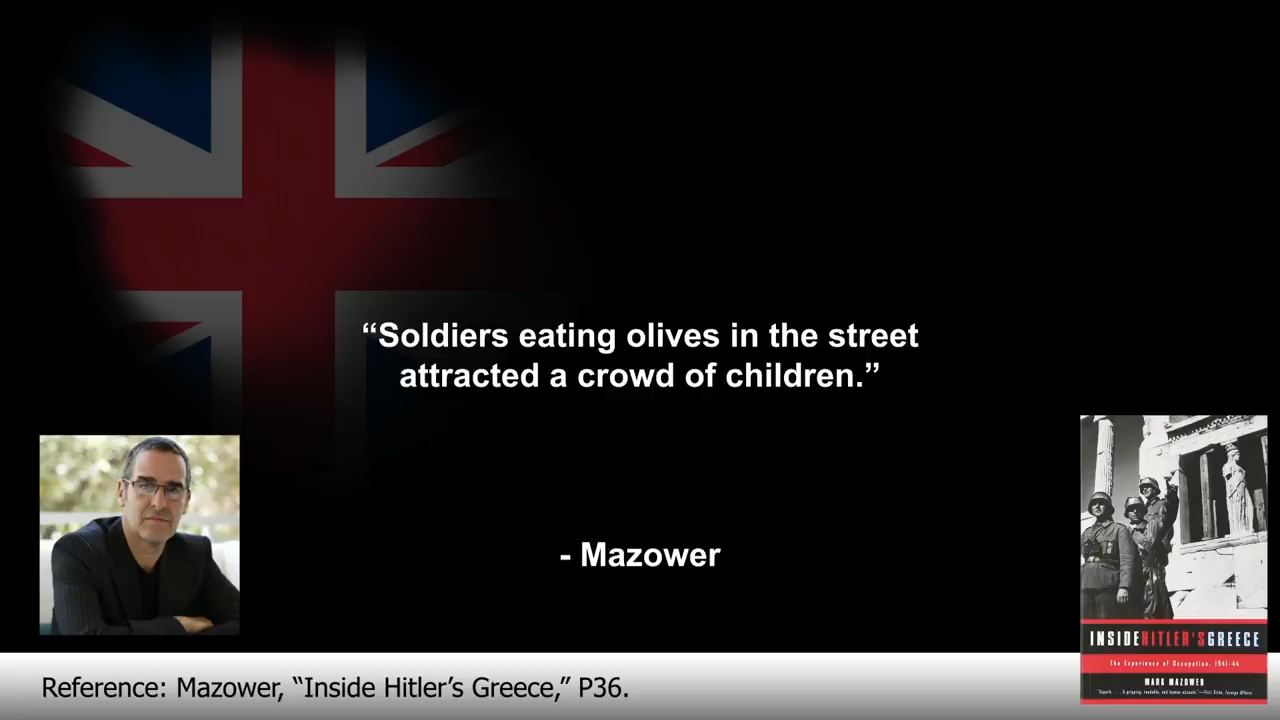 “Soldiers eating olives in the street
attracted a crowd of children.”
- Mazower
INSIDE HITLER'S GREECE
The Experience of Occupation, 1941-44
MARK MAZOWER
Reference: Mazower, “Inside Hitler’s Greece,” P36.